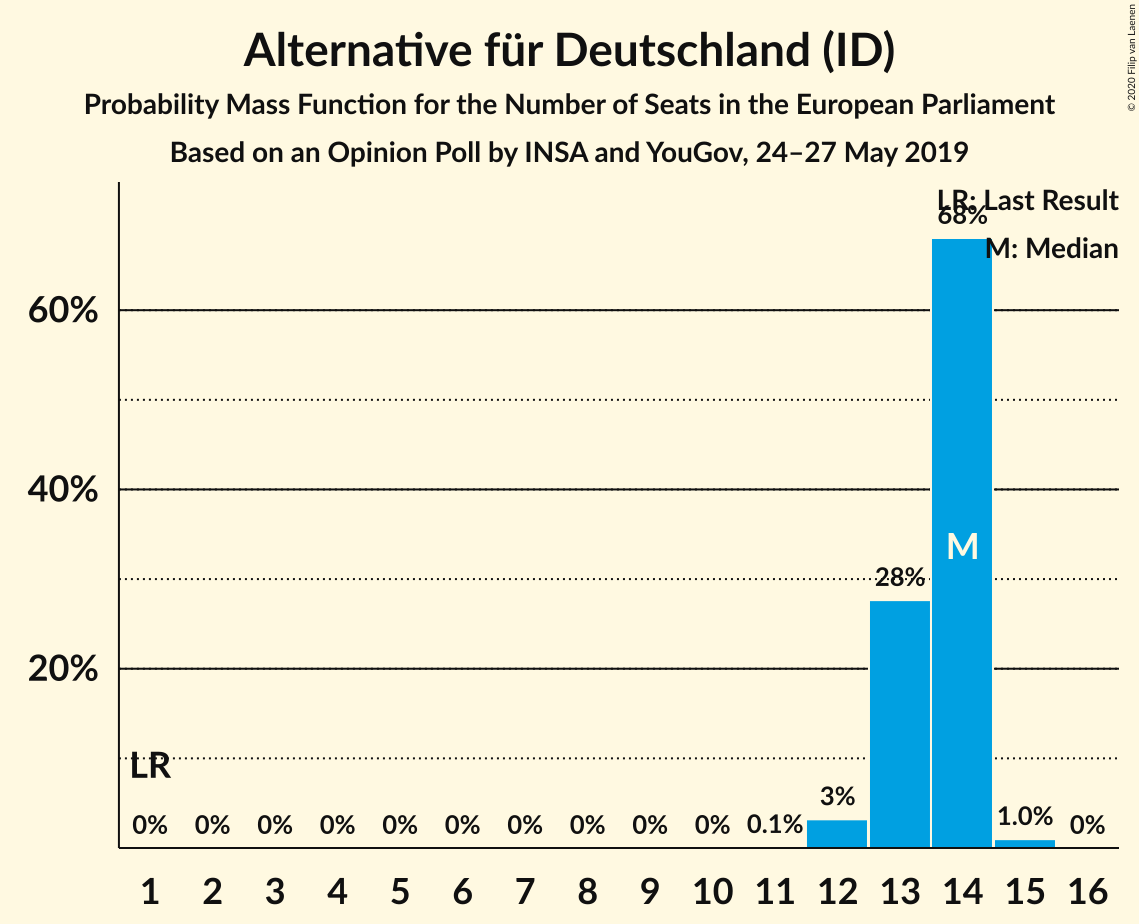 Alternative für Deutschland (ID)
Probability Mass Function for the Number of Seats in the European Parliament
Based on an Opinion Poll by INSA and YouGov, 24–27 May 2019
© 2020 Filip van Laenen
LR: Last Result
M: Median
68%
60%
40%
M
28%
20%
LR
0% 0% 0% 0% 0% 0% 0% 0% 0% 0% 0.1% 3% 1.0% 0%
1 2 3 4 5 6 7 8 9 10 11 12 13 14 15 16